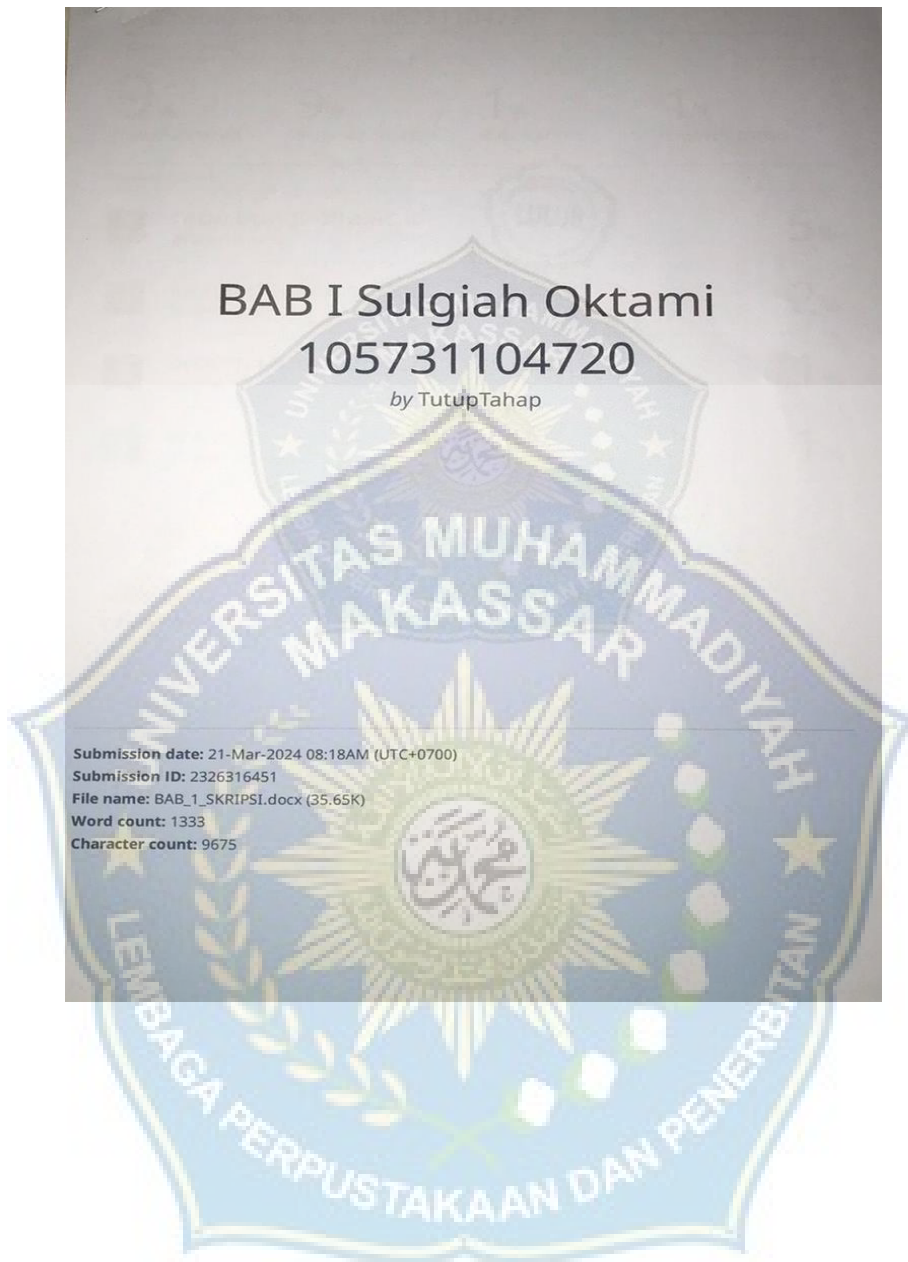 BAB I Sulgiah Oktami
105731104720
by TutupTahap
UNIVERSITAS MUHAMMADIYAH
MAKASSAR
Submission date: 21-Mar-2024 08:18AM (UTC+0700)
Submission ID: 2326316451
File name: BAB_1_SKRIPSI.docx (35.65K)
Word count: 1333
Character count: 9675
LEMBAGA PERPUSTAKAAN DAN PENERBITAN